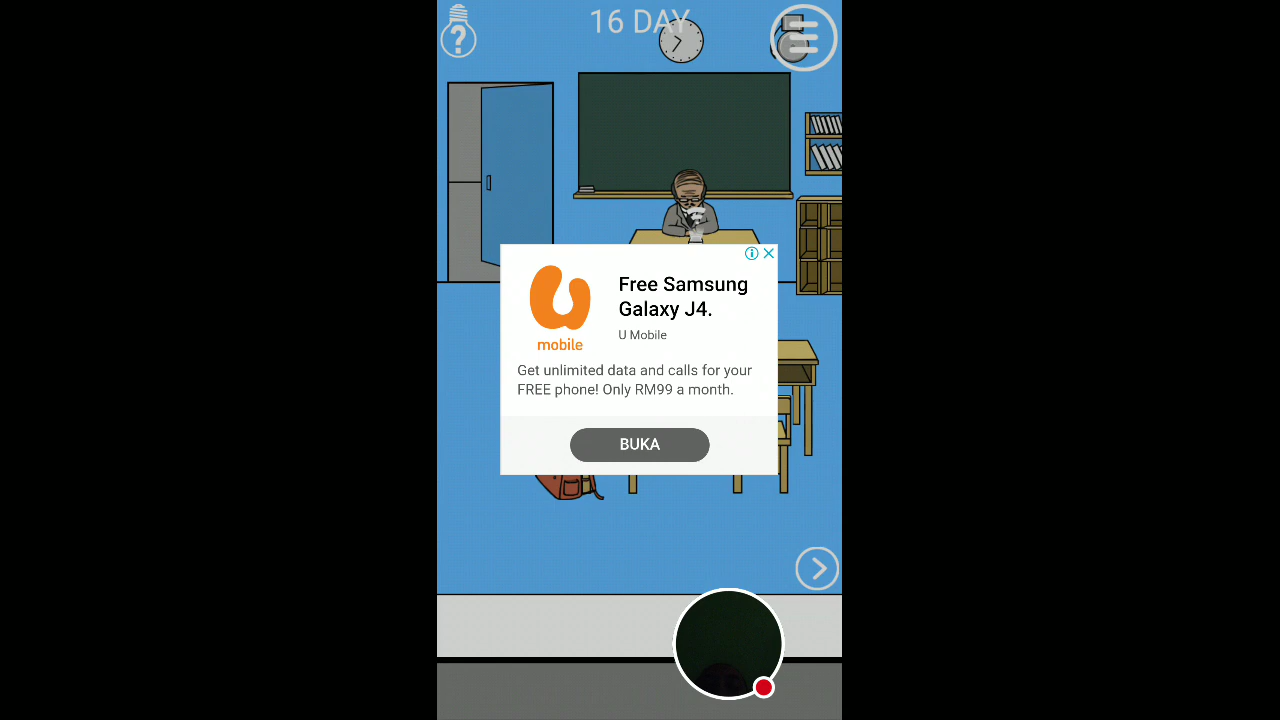 16 DAY
?
Free Samsung
Galaxy J4.
mobile
U Mobile
Get unlimited data and calls for your
FREE phone! Only RM99 a month.
BUKA